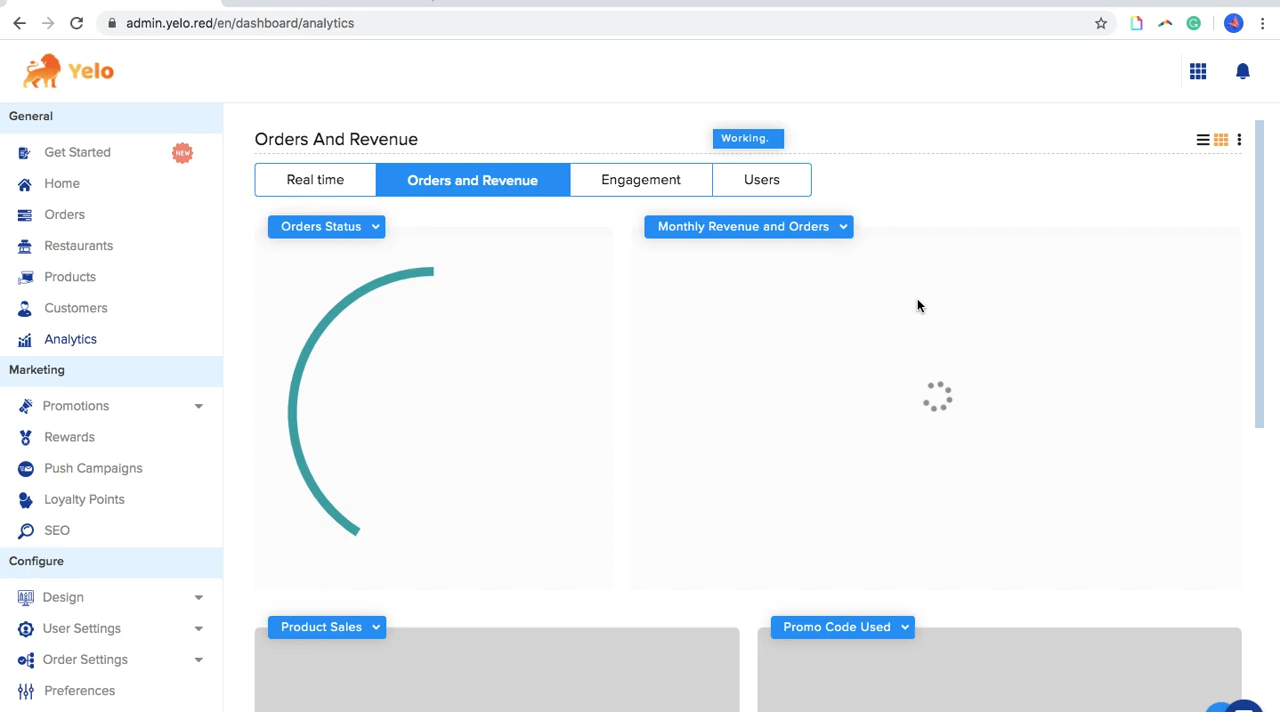 admin.yelo.red/en/dashboard/analytics
Yelo
General
Get Started
NEW
Home
Orders
Restaurants
Products
Customers
Analytics
Marketing
Promotions
Rewards
Push Campaigns
Loyalty Points
SEO
Configure
Design
User Settings
Order Settings
Preferences
Orders And Revenue
Working.
Real time
Orders and Revenue
Engagement
Users
Orders Status
Monthly Revenue and Orders
Product Sales
Promo Code Used